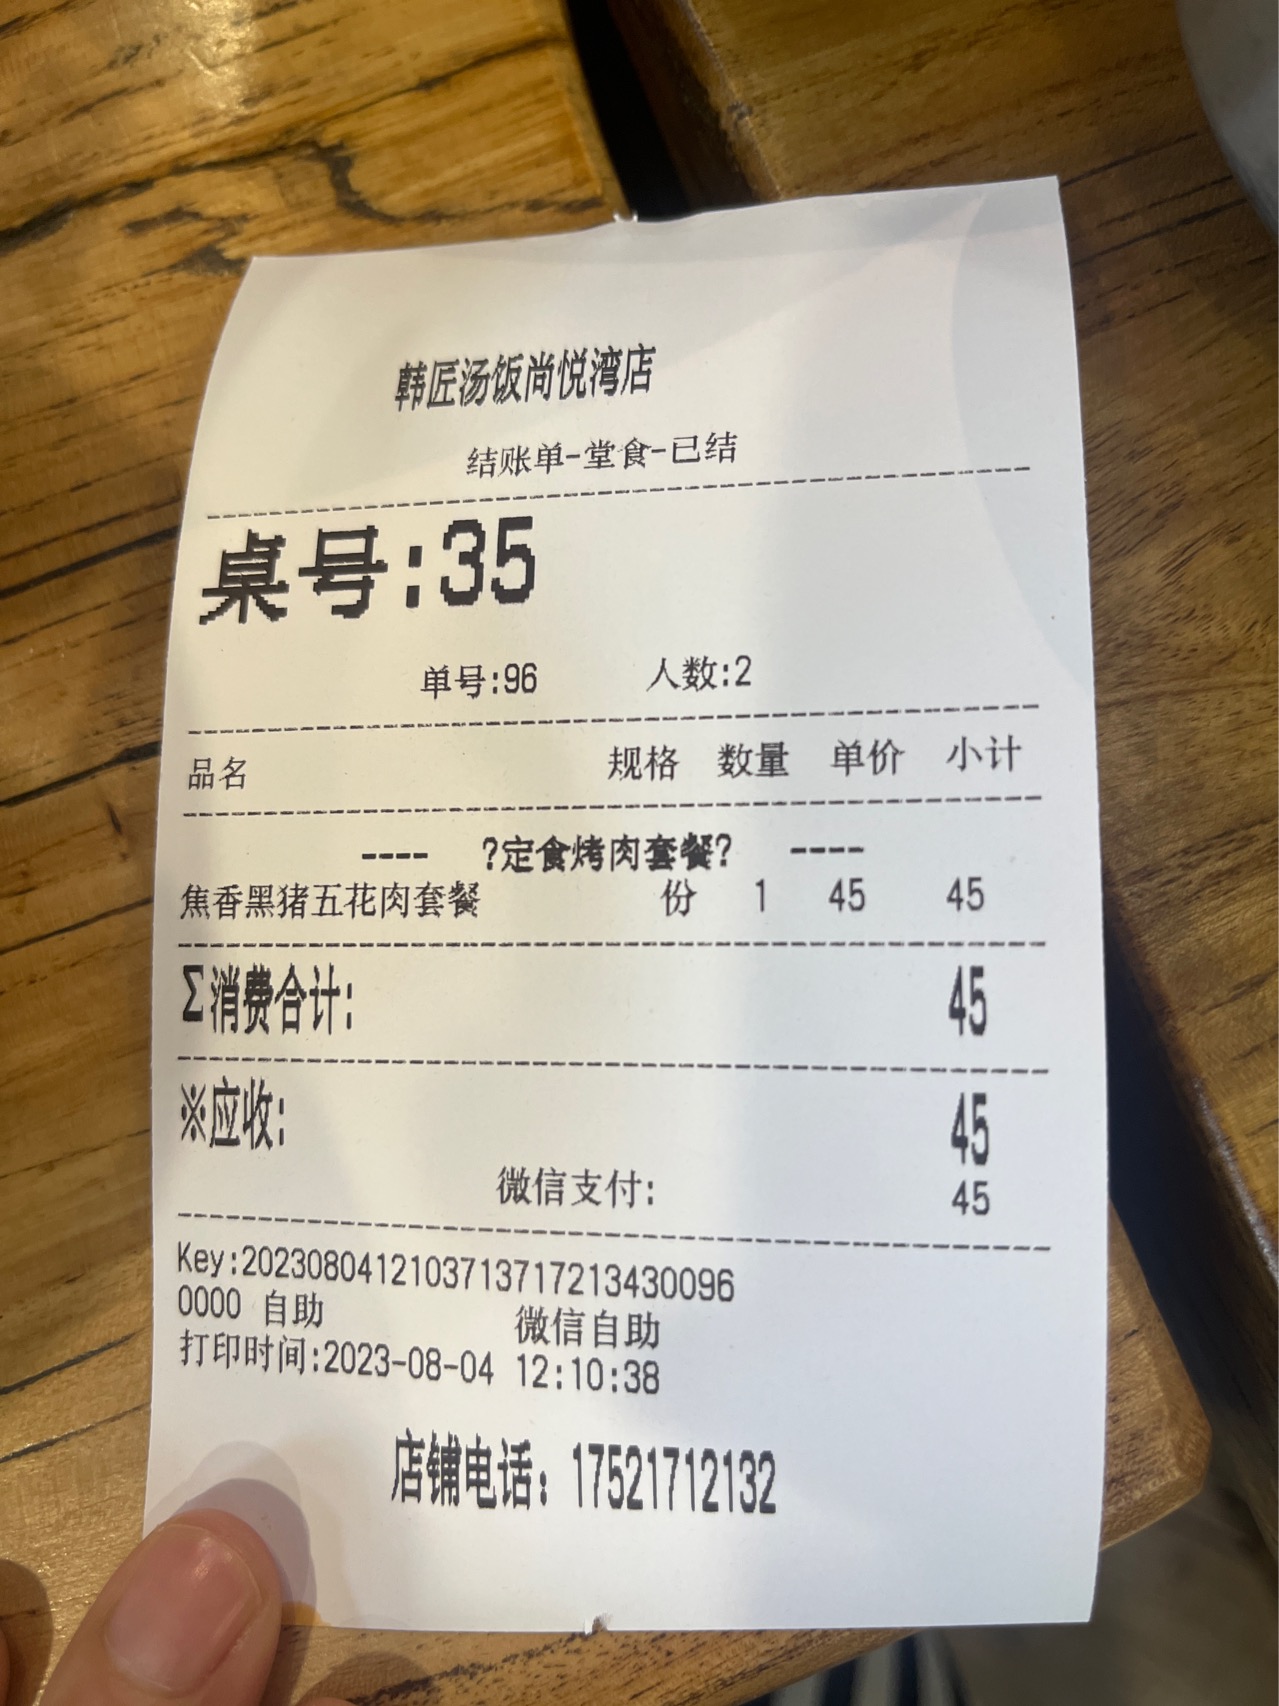 韩匠汤饭尚悦湾店
结账单-堂食-已结
桌号:35
单号:96 人数:2
品名 规格 数量 单价 小计
---- ?定食烤肉套餐? ----
焦香黑猪五花肉套餐 份 1 45 45
Σ消费合计: 45
※应收: 45
微信支付: 45
Key:20230804121037137172134300​96
0000 自助 微信自助
打印时间:2023-08-04 12:10:38
店铺电话：17521712132